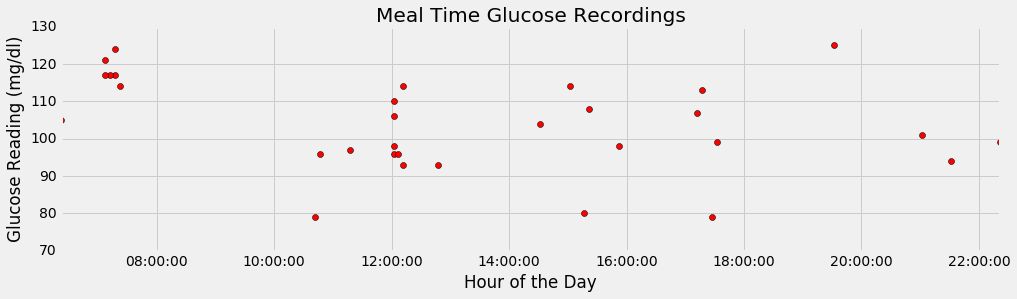 Meal Time Glucose Recordings
Glucose Reading (mg/dl)
130
120
110
100
90
80
70
08:00:00 10:00:00 12:00:00 14:00:00 16:00:00 18:00:00 20:00:00 22:00:00
Hour of the Day